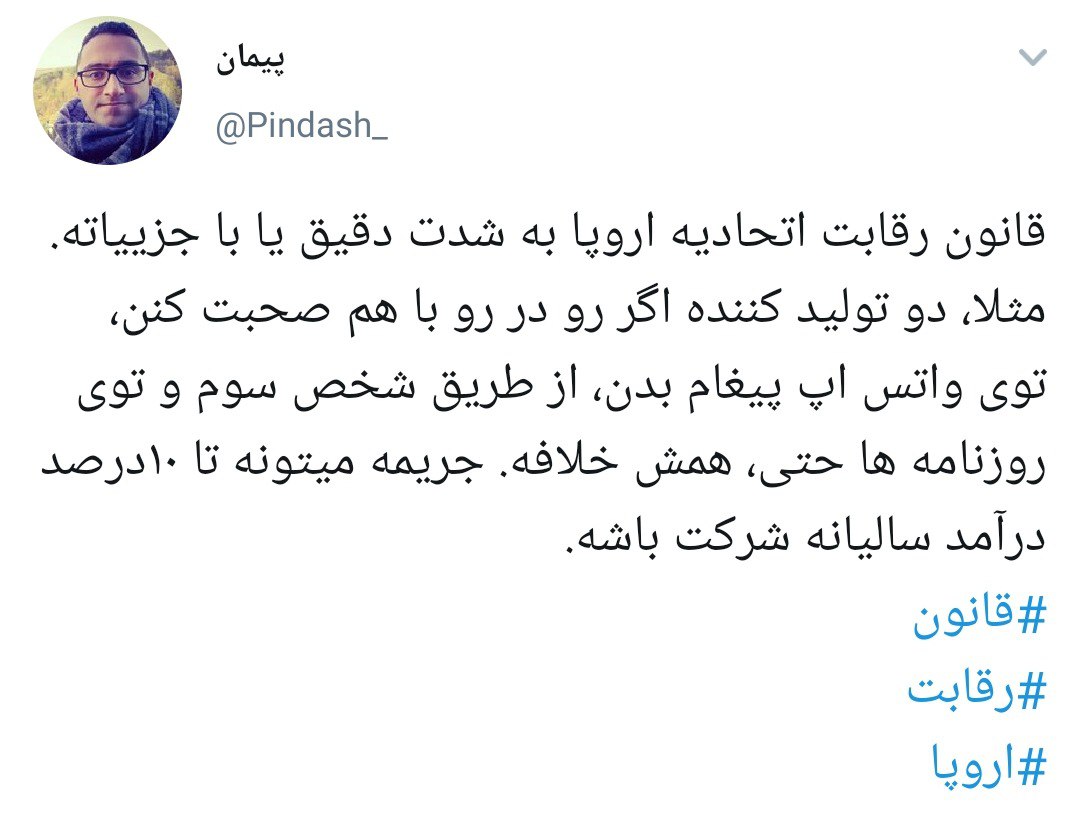 پیمان
@Pindash_
قانون رقابت اتحادیه اروپا به شدت دقیق یا با جزییاته.
مثلا، دو تولید کننده اگر رو در رو با هم صحبت کنن،
توی واتس اپ پیغام بدن، از طریق شخص سوم و توی
روزنامه ها حتی، همش خلافه. جریمه میتونه تا ۱۰درصد
درآمد سالیانه شرکت باشه.
#قانون
#رقابت
#اروپا